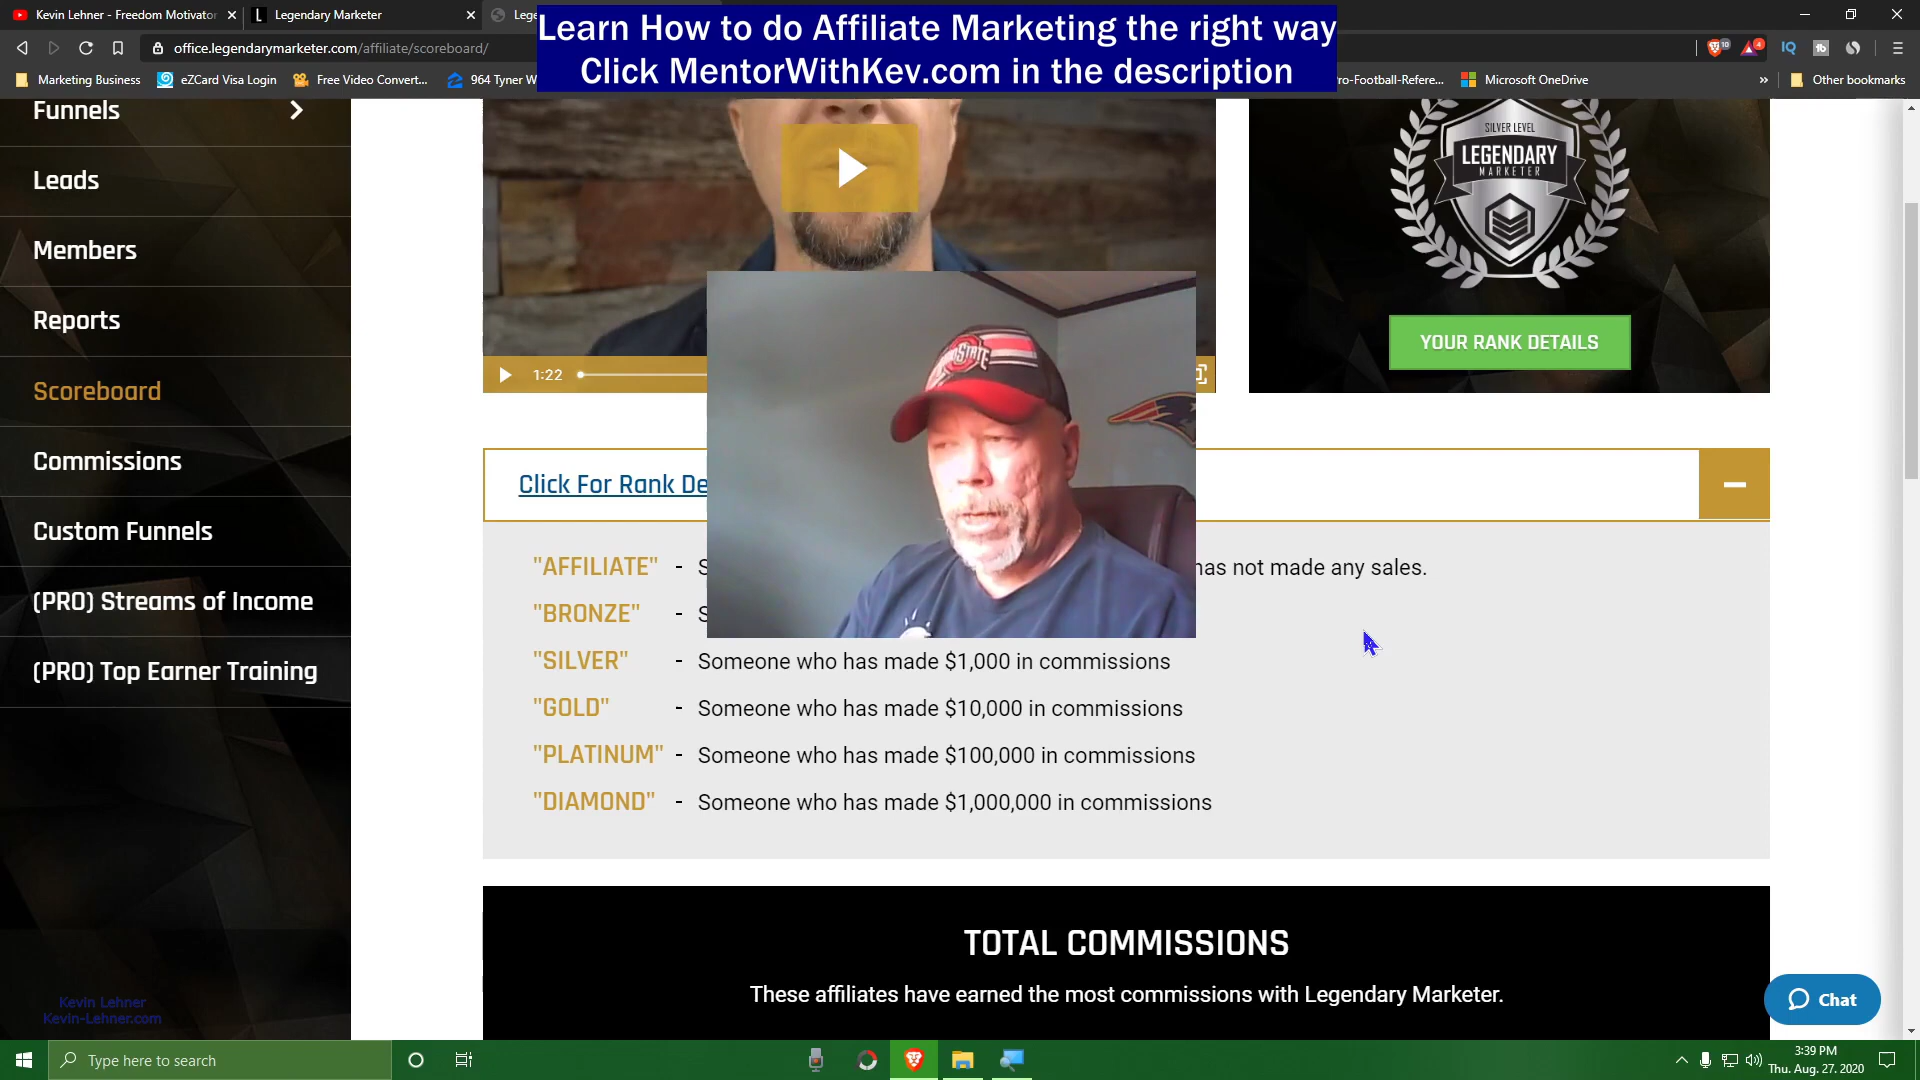 Kevin Lehner - Freedom Motivator
Legendary Marketer
Lege
Learn How to do Affiliate Marketing the right way
Click MentorWithKev.com in the description
office.legendarymarketer.com/affiliate/scoreboard/
Marketing Business
eZCard Visa Login
Free Video Convert...
964 Tyner W
ro-Football-Refere...
Microsoft OneDrive
»
Other bookmarks
Funnels
Leads
Members
Reports
Scoreboard
Commissions
Custom Funnels
(PRO) Streams of Income
(PRO) Top Earner Training
Kevin Lehner
Kevin-Lehner.com
1:22
SILVER LEVEL
LEGENDARY
MARKETER
YOUR RANK DETAILS
Click For Rank De
"AFFILIATE" - S has not made any sales.
"BRONZE" - S
"SILVER" - Someone who has made $1,000 in commissions
"GOLD" - Someone who has made $10,000 in commissions
"PLATINUM" - Someone who has made $100,000 in commissions
"DIAMOND" - Someone who has made $1,000,000 in commissions
TOTAL COMMISSIONS
These affiliates have earned the most commissions with Legendary Marketer.
Chat
Type here to search
3:39 PM
Thu. Aug. 27, 2020